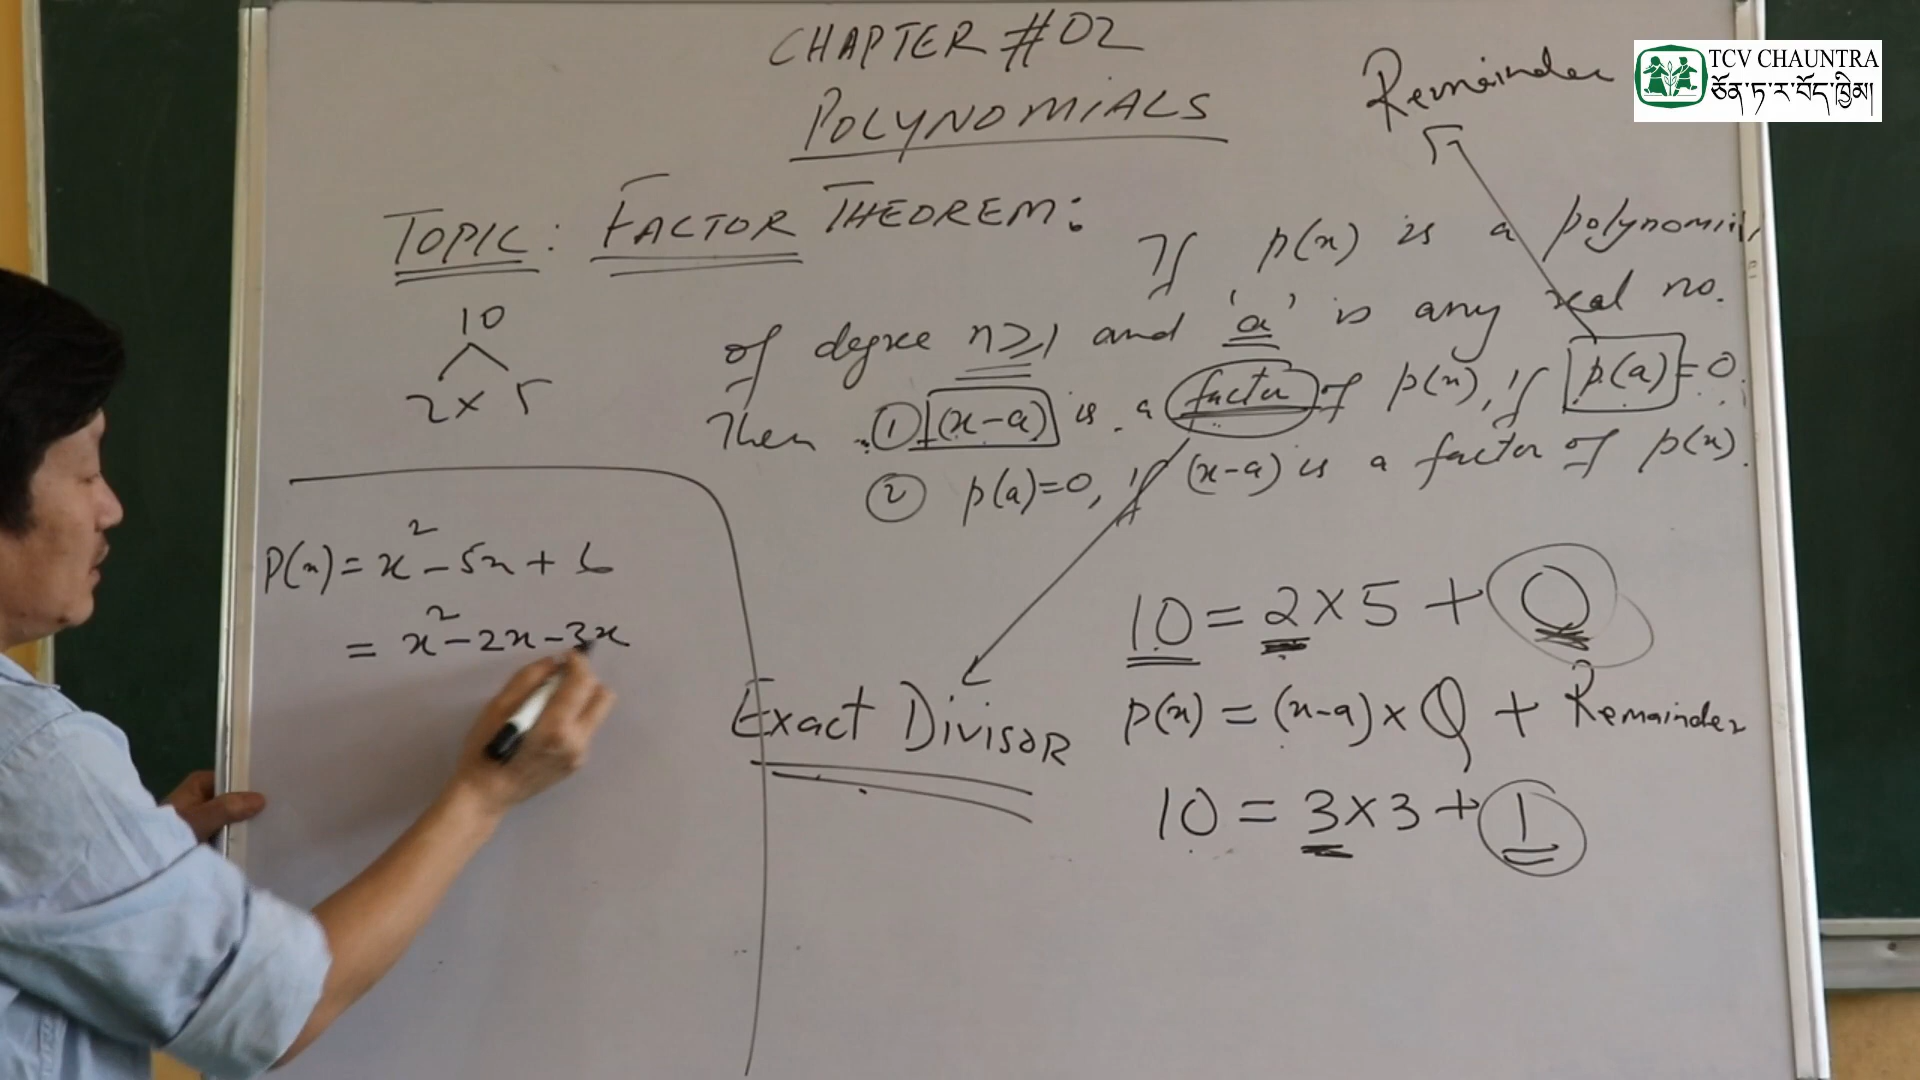 CHAPTER #02
POLYNOMIALS
Remainder
TCV CHAUNTRA
ཅོན་ཏ་ར་བོད་ཁྱིམ།
TOPIC: FACTOR THEOREM:
If p(x) is a polynomial
of degree n≥1 and 'a' is any real no.
Then ① (x-a) is a factor of p(x), if p(a)=0.
② p(a)=0, if (x-a) is a factor of p(x).
10
2 x 5
P(x) = x² - 5x + 6
= x² - 2x - 3x
Exact Divisor
10 = 2 x 5 + 0
p(x) = (x-a) x Q + Remainder
10 = 3 x 3 + 1